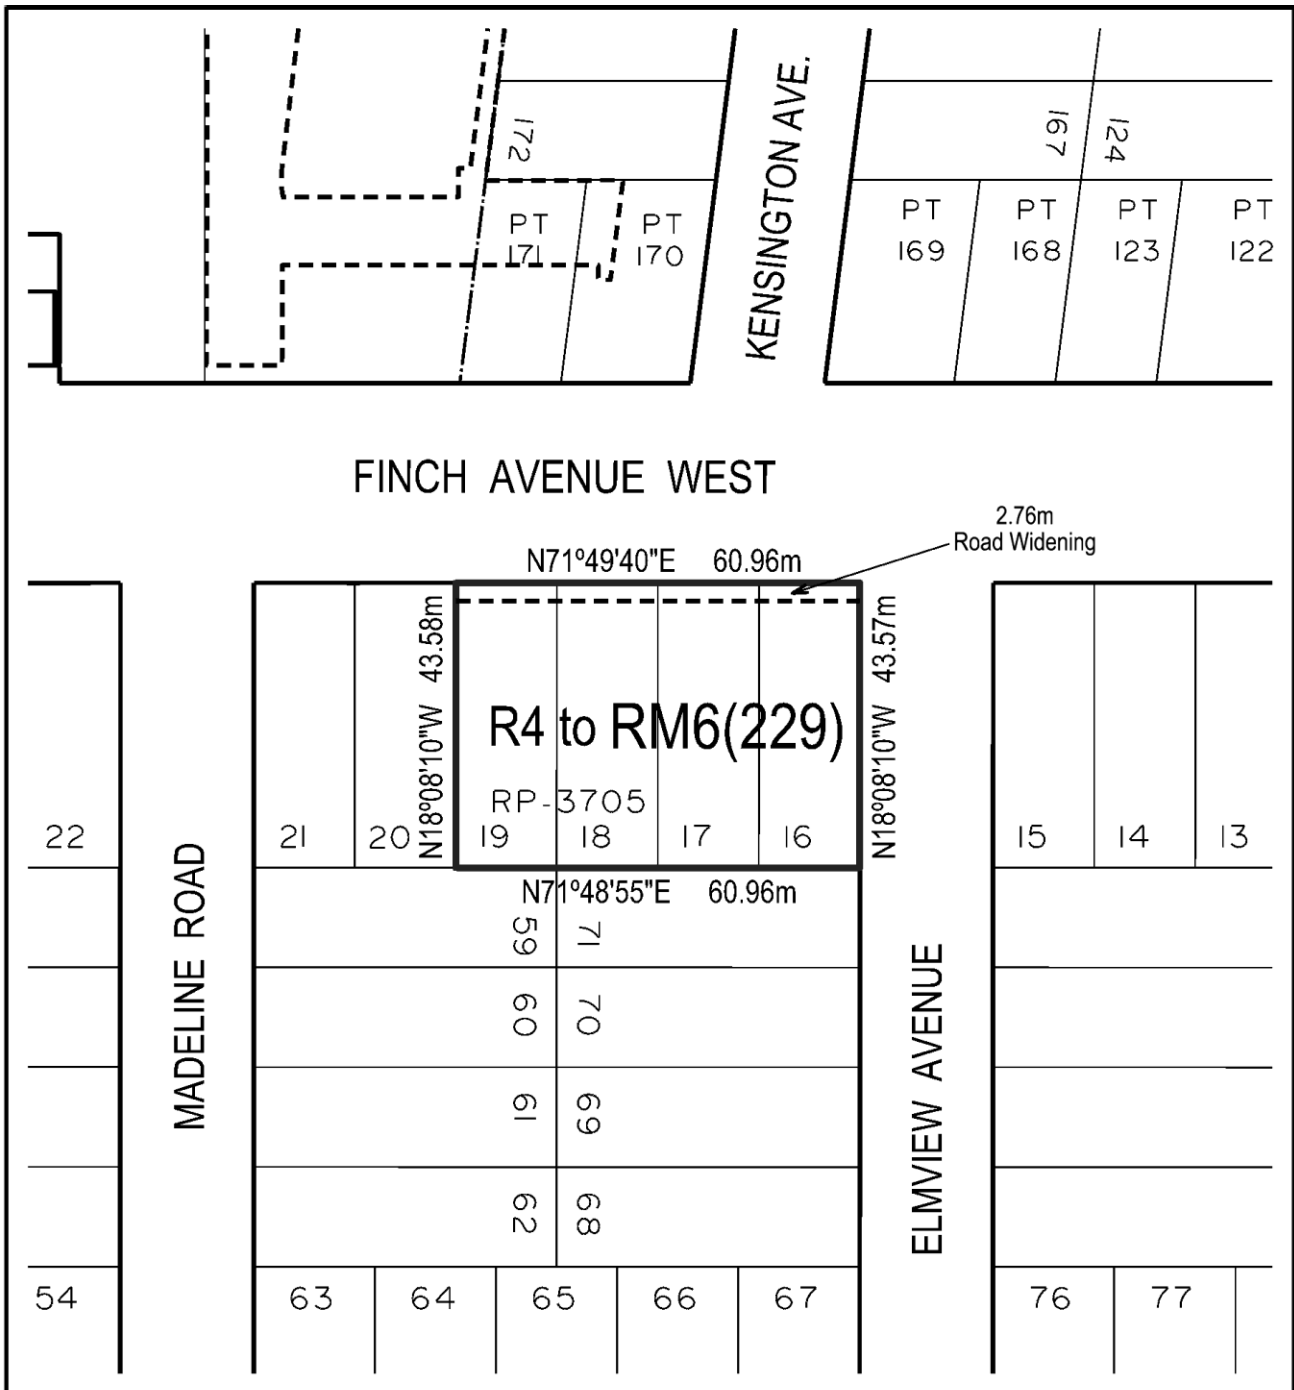 KENSINGTON AVE.
172
167
124
PT
171
PT
170
PT
169
PT
168
PT
123
PT
122
FINCH AVENUE WEST
2.76m
Road Widening
N71º49'40"E 60.96m
N18º08'10"W 43.58m
N18º08'10"W 43.57m
R4 to RM6(229)
RP-3705
22
21
20
19
18
17
16
15
14
13
N71º48'55"E 60.96m
MADELINE ROAD
ELMVIEW AVENUE
59
71
60
70
61
69
62
68
54
63
64
65
66
67
76
77